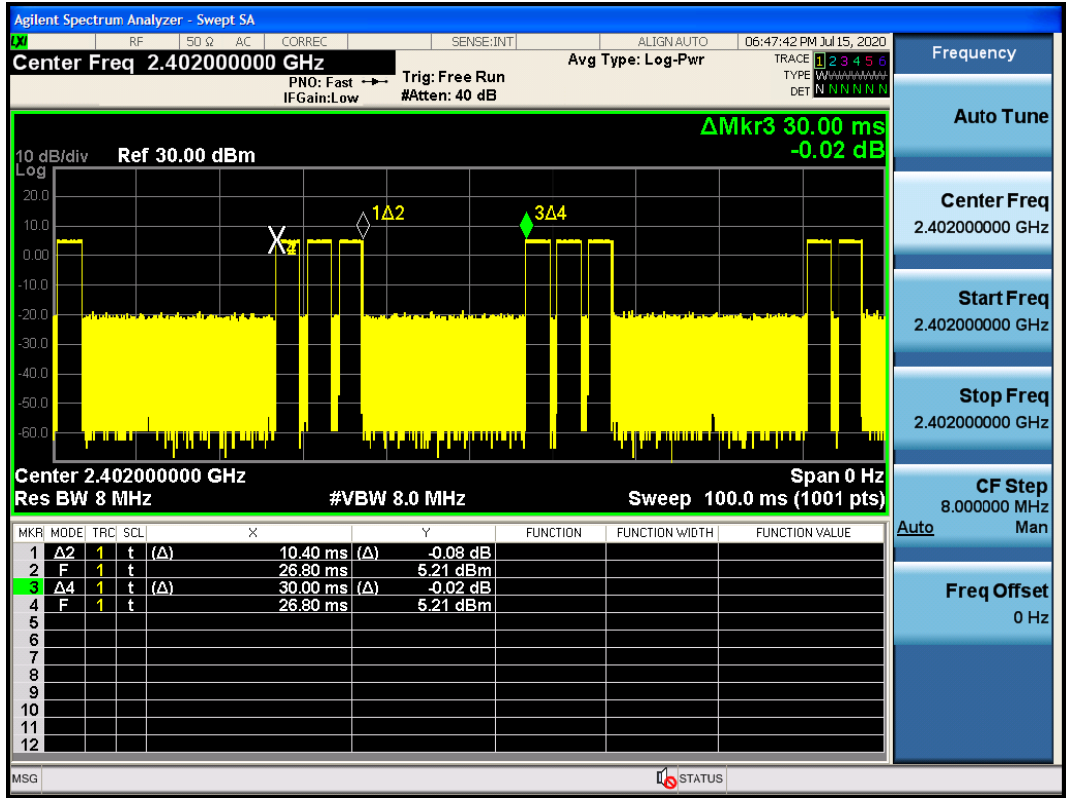 Agilent Spectrum Analyzer - Swept SA
LXI RF 50 Ω AC CORREC SENSE:INT ALIGN AUTO 06:47:42 PM Jul 15, 2020
Center Freq 2.402000000 GHz
PNO: Fast
IFGain:Low
Trig: Free Run
#Atten: 40 dB
Avg Type: Log-Pwr
TRACE 1 2 3 4 5 6
TYPE
DET N N N N N N
ΔMkr3 30.00 ms
-0.02 dB
10 dB/div Ref 30.00 dBm
Log
20.0
10.0
0.00
-10.0
-20.0
-30.0
-40.0
-50.0
-60.0
1Δ2
3Δ4
Center 2.402000000 GHz Span 0 Hz
Res BW 8 MHz #VBW 8.0 MHz Sweep 100.0 ms (1001 pts)
MKR MODE TRC SCL X Y FUNCTION FUNCTION WIDTH FUNCTION VALUE
1 Δ2 1 t (Δ) 10.40 ms (Δ) -0.08 dB
2 F 1 t 26.80 ms 5.21 dBm
3 Δ4 1 t (Δ) 30.00 ms (Δ) -0.02 dB
4 F 1 t 26.80 ms 5.21 dBm
5
6
7
8
9
10
11
12
MSG STATUS
Frequency
Auto Tune
Center Freq
2.402000000 GHz
Start Freq
2.402000000 GHz
Stop Freq
2.402000000 GHz
CF Step
8.000000 MHz
Auto Man
Freq Offset
0 Hz